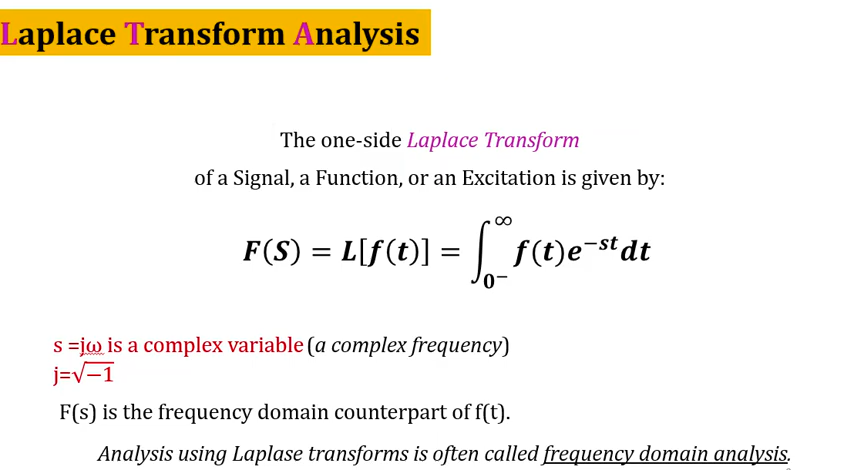 Laplace Transform Analysis
The one-side Laplace Transform
of a Signal, a Function, or an Excitation is given by:
F(S) = L[f(t)] = ∫₀₋^∞ f(t)e^{−st}dt
s =jω is a complex variable (a complex frequency)
j=√−1
F(s) is the frequency domain counterpart of f(t).
Analysis using Laplase transforms is often called frequency domain analysis.